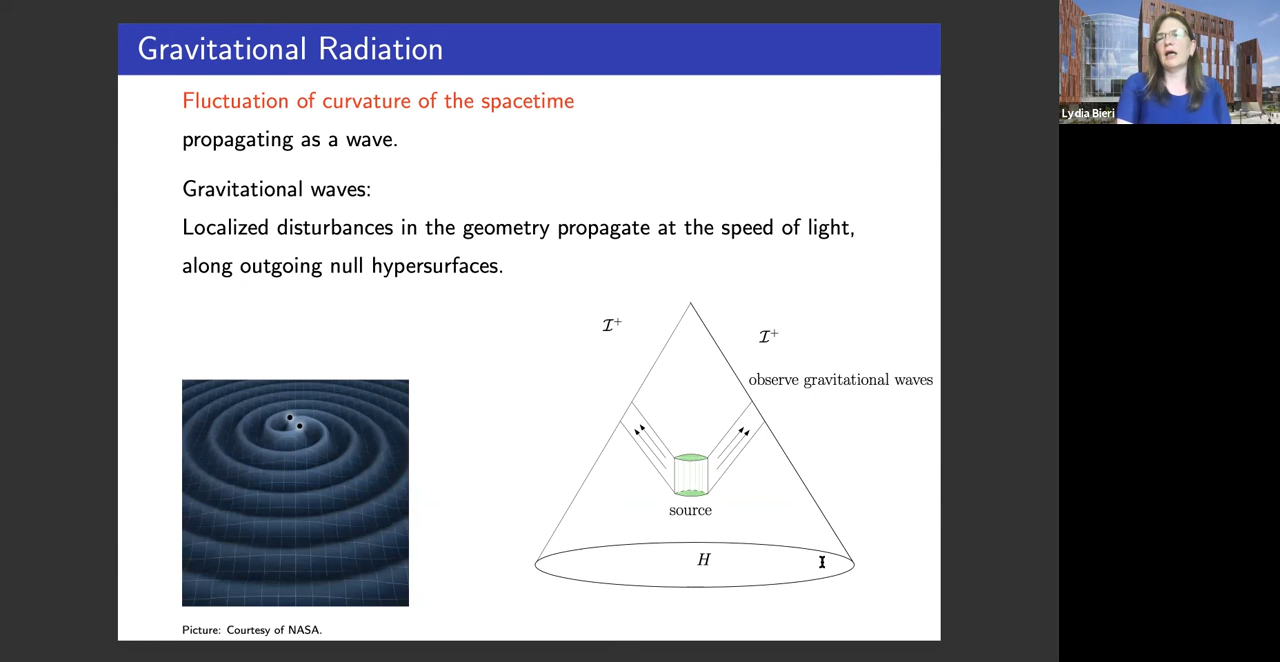 Gravitational Radiation
Fluctuation of curvature of the spacetime
propagating as a wave.
Gravitational waves:
Localized disturbances in the geometry propagate at the speed of light,
along outgoing null hypersurfaces.
ℐ⁺
ℐ⁺
observe gravitational waves
source
H
Picture: Courtesy of NASA.
Lydia Bieri